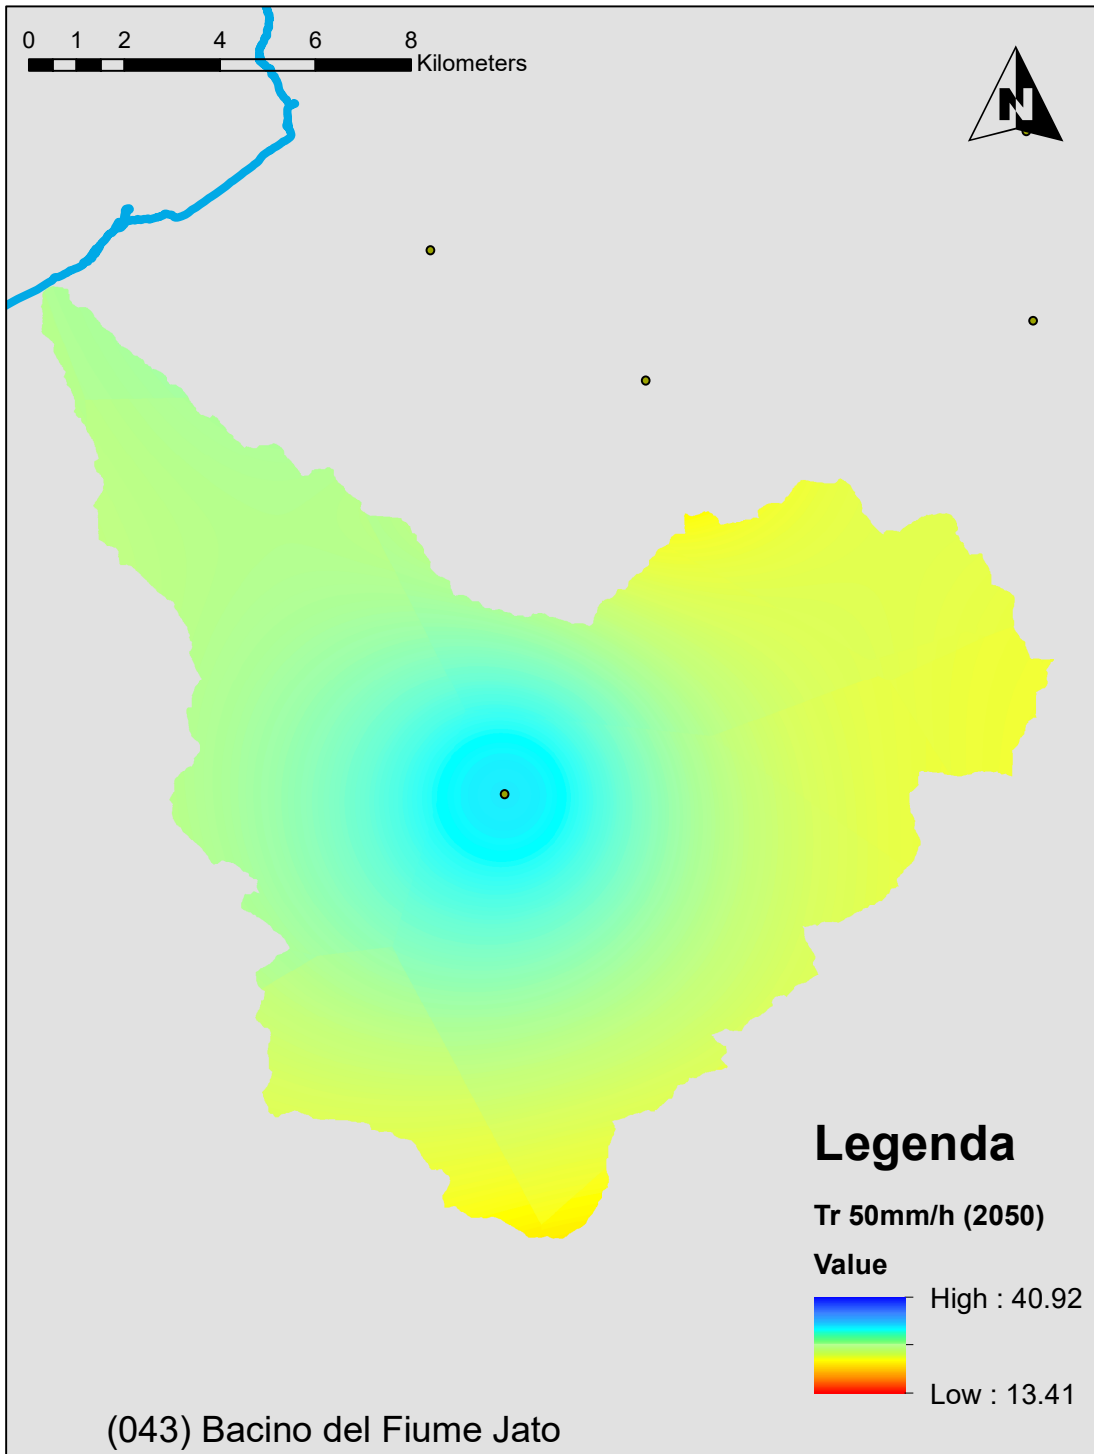 0 1 2 4 6 8
Kilometers
N
Legenda
Tr 50mm/h (2050)
Value
High : 40.92
Low : 13.41
(043) Bacino del Fiume Jato